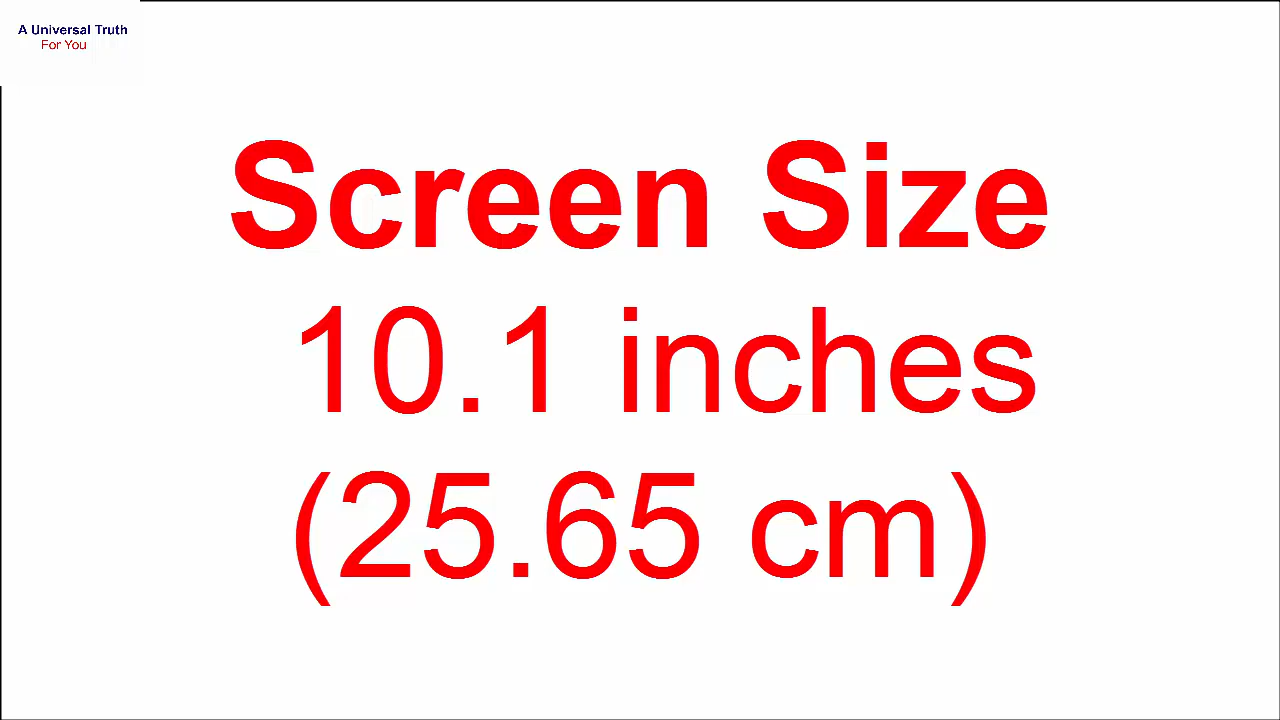 A Universal Truth
For You
Screen Size
10.1 inches
(25.65 cm)